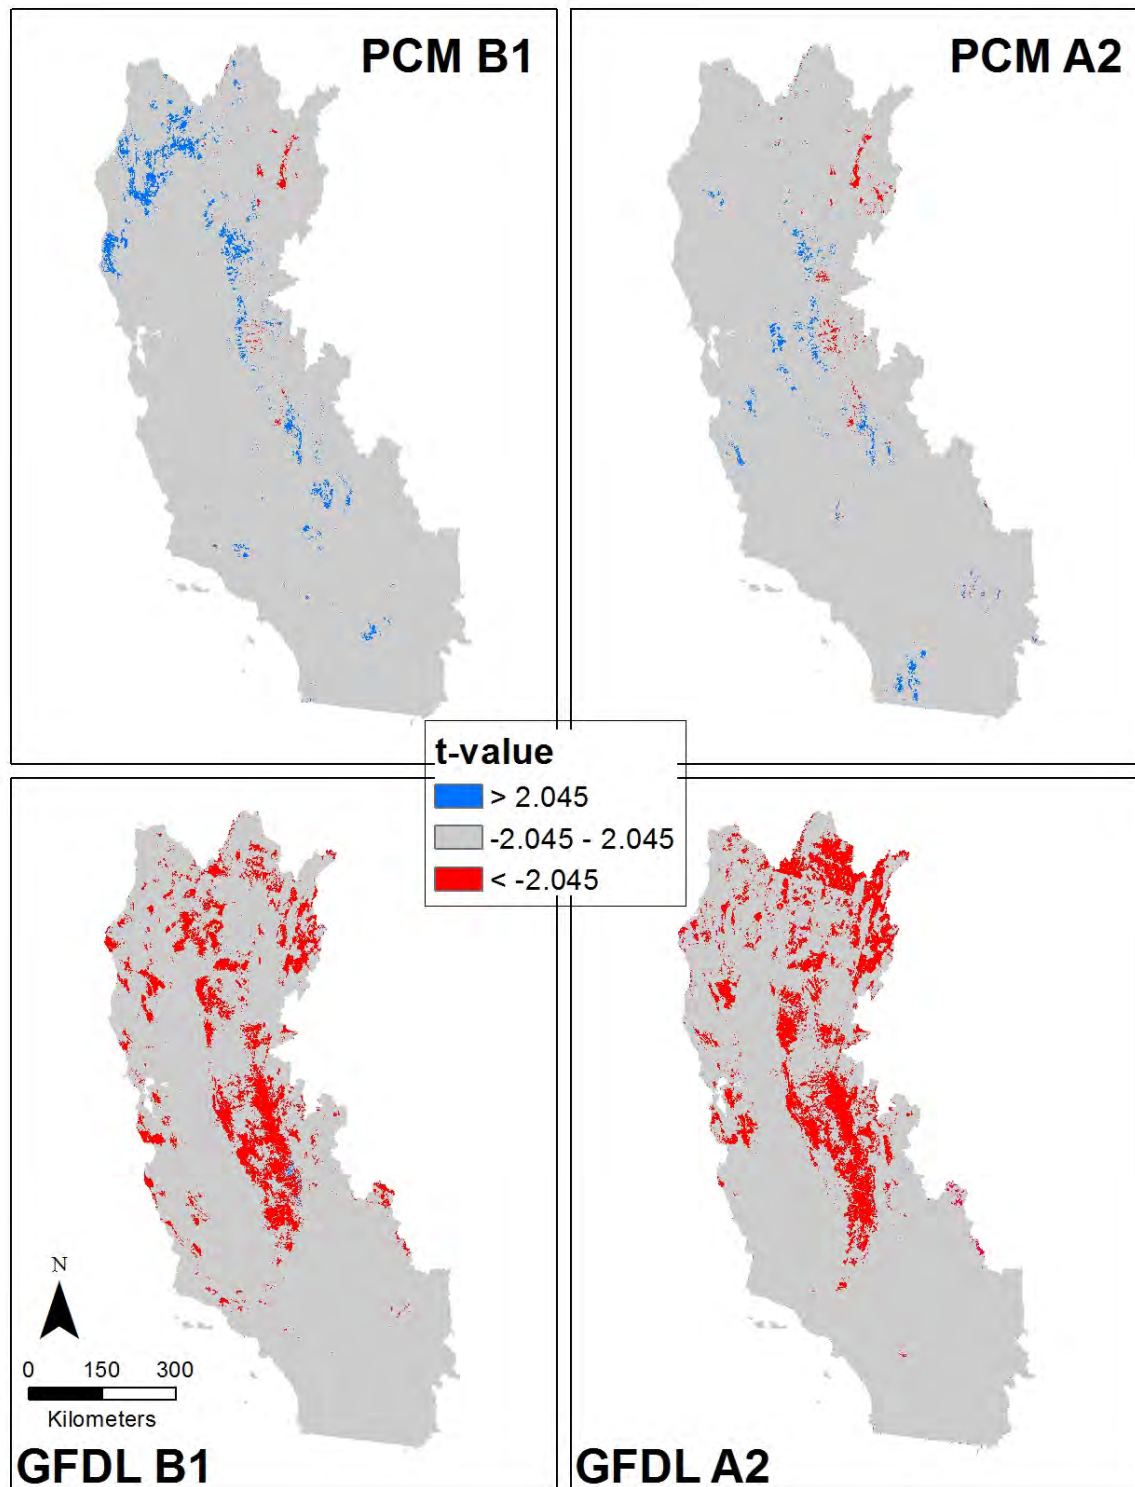 PCM B1
PCM A2
t-value
> 2.045
-2.045 - 2.045
< -2.045
N
0 150 300
Kilometers
GFDL B1
GFDL A2